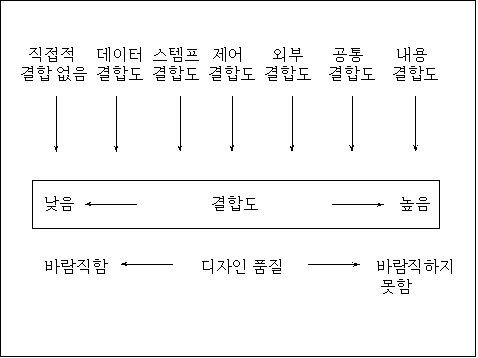 직접적 데이터 스템프 제어 외부 공통 내용
결합 없음 결합도 결합도 결합도 결합도 결합도 결합도
낮음 결합도 높음
바람직함 디자인 품질 바람직하지
못함